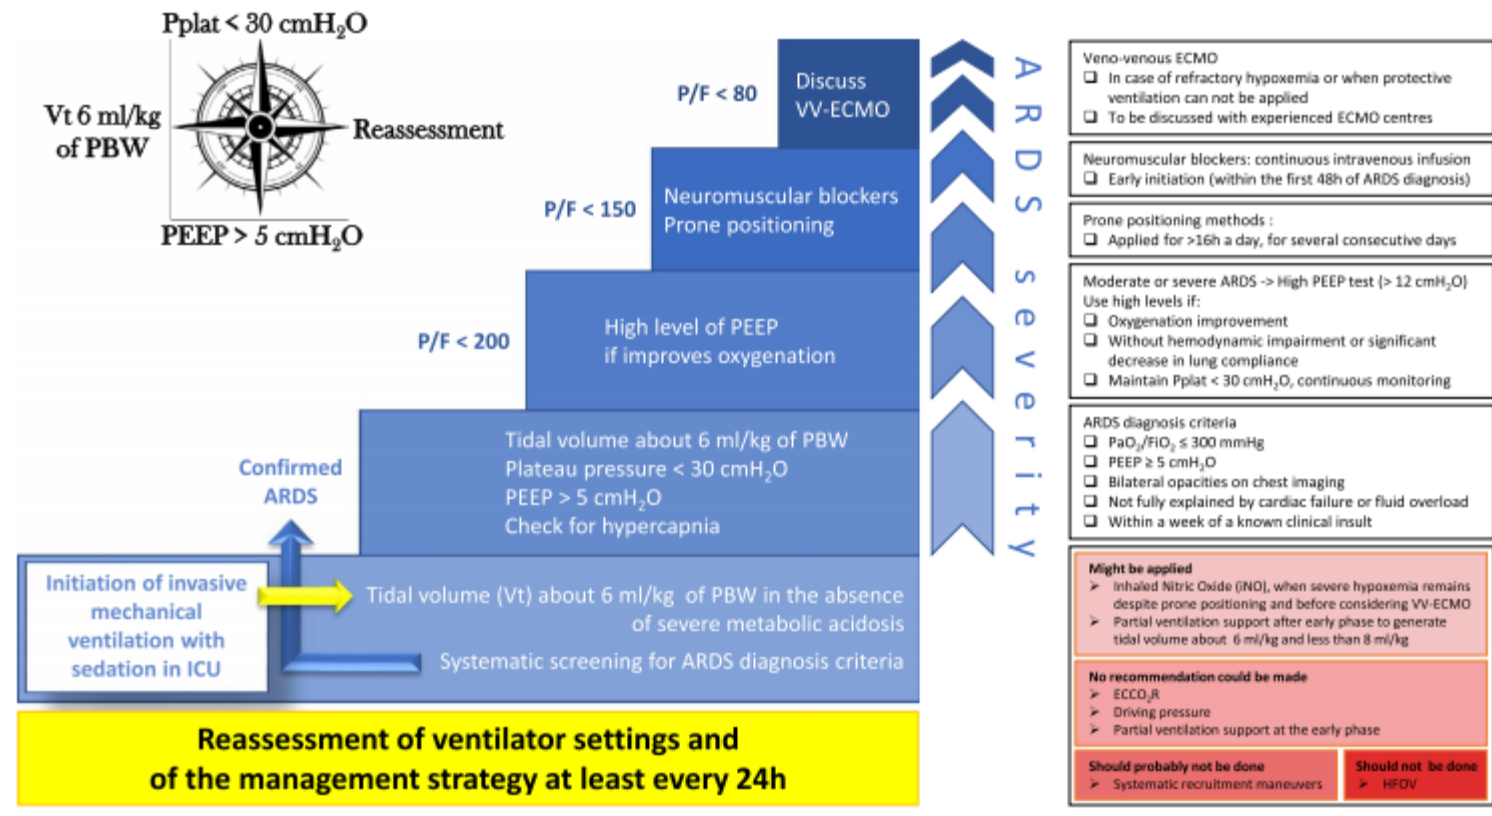 Pplat < 30 cmH₂O
Vt 6 ml/kg
of PBW
Reassessment
PEEP > 5 cmH₂O
P/F < 80
Discuss
VV-ECMO
P/F < 150
Neuromuscular blockers
Prone positioning
P/F < 200
High level of PEEP
if improves oxygenation
Confirmed
ARDS
Tidal volume about 6 ml/kg of PBW
Plateau pressure < 30 cmH₂O
PEEP > 5 cmH₂O
Check for hypercapnia
Initiation of invasive
mechanical
ventilation with
sedation in ICU
Tidal volume (Vt) about 6 ml/kg of PBW in the absence
of severe metabolic acidosis
Systematic screening for ARDS diagnosis criteria
Reassessment of ventilator settings and
of the management strategy at least every 24h
ARDS severity
Veno-venous ECMO
❑ In case of refractory hypoxemia or when protective
ventilation can not be applied
❑ To be discussed with experienced ECMO centres
Neuromuscular blockers: continuous intravenous infusion
❑ Early initiation (within the first 48h of ARDS diagnosis)
Prone positioning methods :
❑ Applied for >16h a day, for several consecutive days
Moderate or severe ARDS -> High PEEP test (> 12 cmH₂O)
Use high levels if:
❑ Oxygenation improvement
❑ Without hemodynamic impairment or significant
decrease in lung compliance
❑ Maintain Pplat < 30 cmH₂O, continuous monitoring
ARDS diagnosis criteria
❑ PaO₂/FiO₂ ≤ 300 mmHg
❑ PEEP ≥ 5 cmH₂O
❑ Bilateral opacities on chest imaging
❑ Not fully explained by cardiac failure or fluid overload
❑ Within a week of a known clinical insult
Might be applied
➢ Inhaled Nitric Oxide (iNO), when severe hypoxemia remains
despite prone positioning and before considering VV-ECMO
➢ Partial ventilation support after early phase to generate
tidal volume about 6 ml/kg and less than 8 ml/kg
No recommendation could be made
➢ ECCO₂R
➢ Driving pressure
➢ Partial ventilation support at the early phase
Should probably not be done
➢ Systematic recruitment maneuvers
Should not be done
➢ HFOV